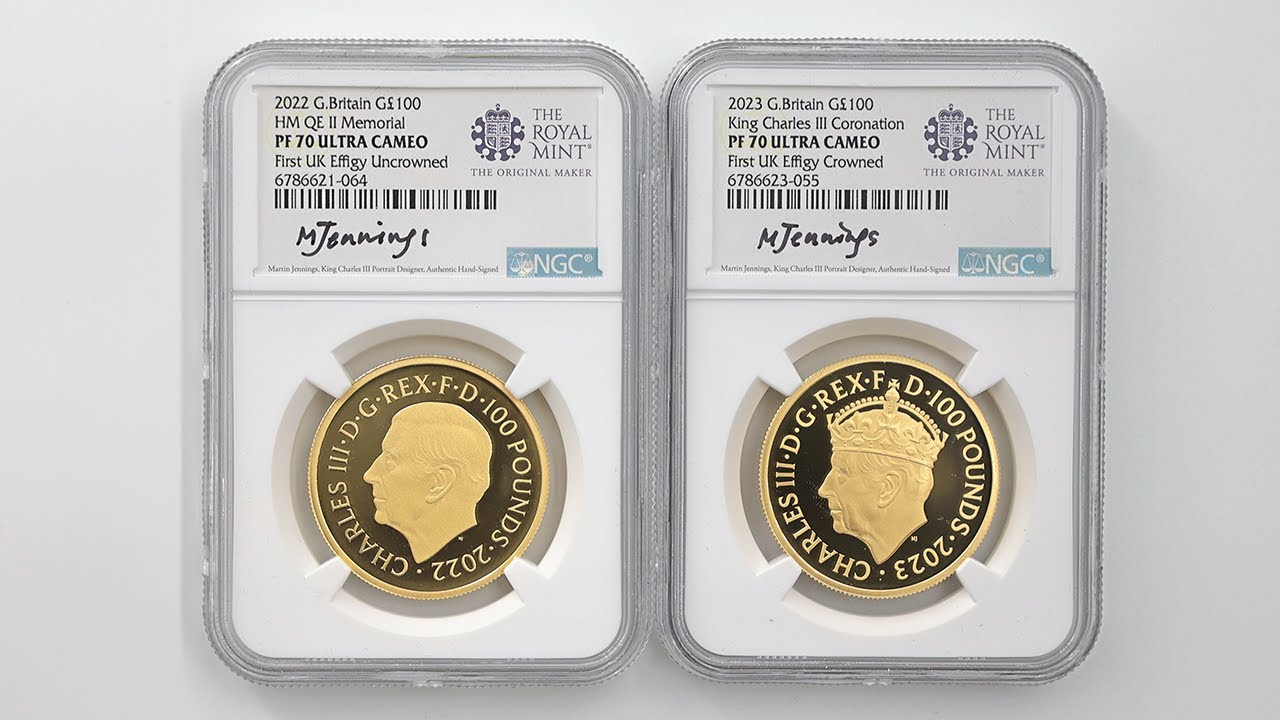 2022 G.Britain G£100
HM QE II Memorial
PF 70 ULTRA CAMEO
First UK Effigy Uncrowned
6786621-064
THE
ROYAL
MINT®
THE ORIGINAL MAKER
MJennings
Martin Jennings, King Charles III Portrait Designer, Authentic Hand-Signed
NGC®
CHARLES III·D·G·REX·F·D·100 POUNDS·2022·
2023 G.Britain G£100
King Charles III Coronation
PF 70 ULTRA CAMEO
First UK Effigy Crowned
6786623-055
THE
ROYAL
MINT®
THE ORIGINAL MAKER
MJennings
Martin Jennings, King Charles III Portrait Designer, Authentic Hand-Signed
NGC®
CHARLES III·D·G·REX·F·D·100 POUNDS·2023·